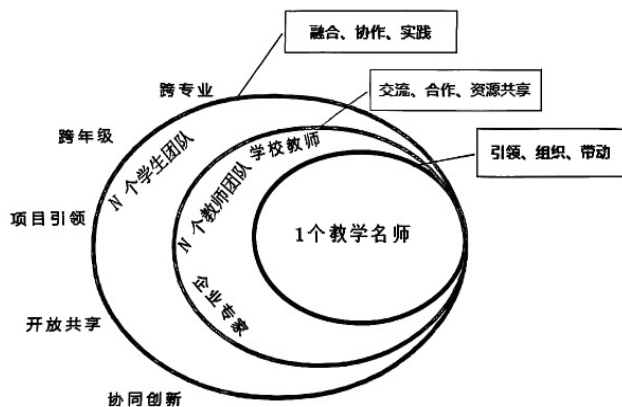 融合、协作、实践
跨专业
交流、合作、资源共享
跨年级
N个学生团队
学校教师
引领、组织、带动
N个教师团队
项目引领
1个教学名师
企业专家
开放共享
协同创新